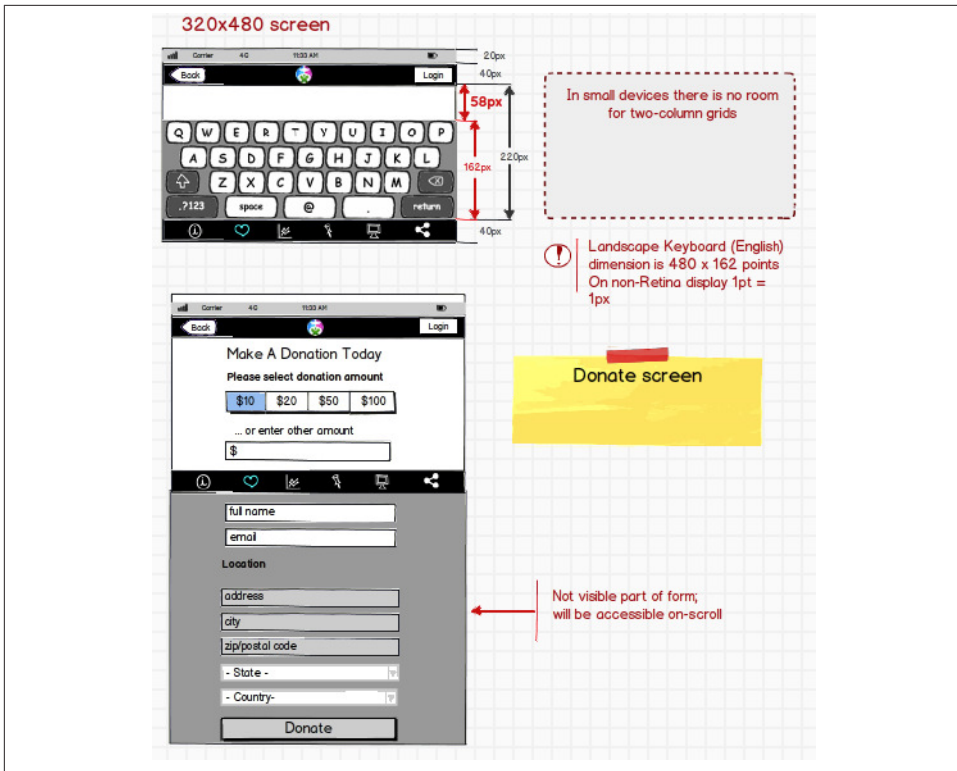 320x480 screen
Carrier 4G 11:33 AM
20px
Back Login
40px
58px
In small devices there is no room
for two-column grids
Q W E R T Y U I O P
A S D F G H J K L
220px
162px
Z X C V B N M
.?123 space @ . return
40px
Landscape Keyboard (English)
dimension is 480 x 162 points
On non-Retina display 1pt =
1px
Carrier 4G 11:33 AM
Back Login
Make A Donation Today
Please select donation amount
$10 $20 $50 $100
... or enter other amount
$
Donate screen
full name
email
Location
address
city
zip/postal code
- State -
- Country-
Donate
Not visible part of form;
will be accessible on-scroll